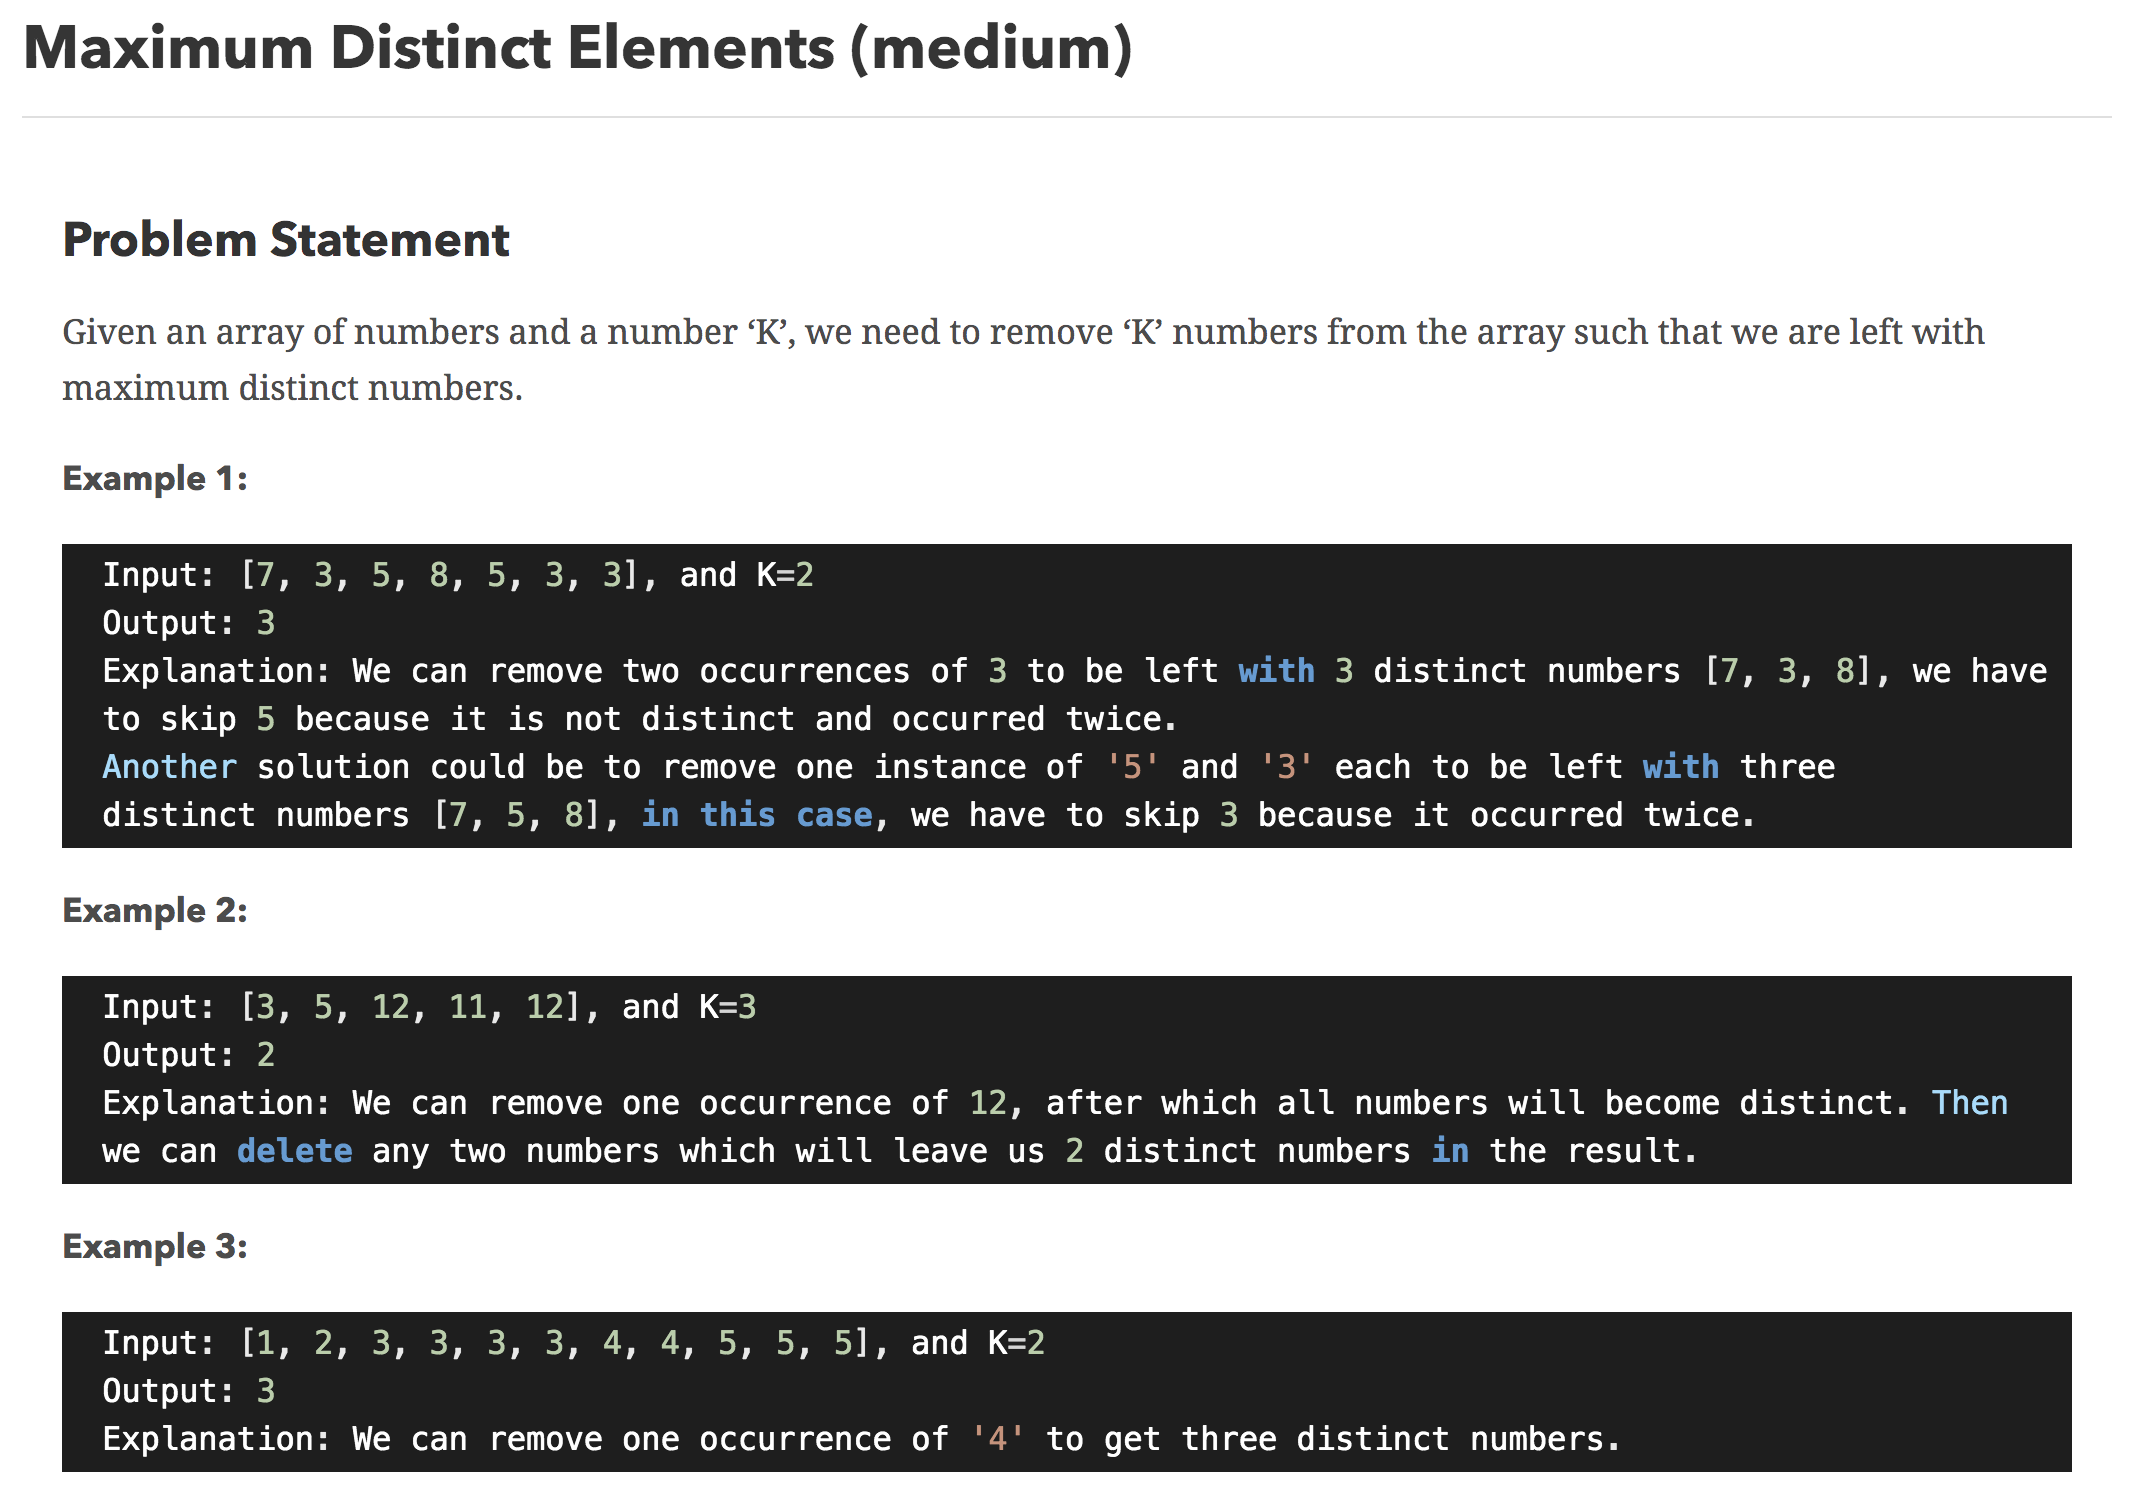 Maximum Distinct Elements (medium)
Problem Statement
Given an array of numbers and a number ‘K’, we need to remove ‘K’ numbers from the array such that we are left with
maximum distinct numbers.
Example 1:
Input: [7, 3, 5, 8, 5, 3, 3], and K=2
Output: 3
Explanation: We can remove two occurrences of 3 to be left with 3 distinct numbers [7, 3, 8], we have
to skip 5 because it is not distinct and occurred twice.
Another solution could be to remove one instance of '5' and '3' each to be left with three
distinct numbers [7, 5, 8], in this case, we have to skip 3 because it occurred twice.
Example 2:
Input: [3, 5, 12, 11, 12], and K=3
Output: 2
Explanation: We can remove one occurrence of 12, after which all numbers will become distinct. Then
we can delete any two numbers which will leave us 2 distinct numbers in the result.
Example 3:
Input: [1, 2, 3, 3, 3, 3, 4, 4, 5, 5, 5], and K=2
Output: 3
Explanation: We can remove one occurrence of '4' to get three distinct numbers.